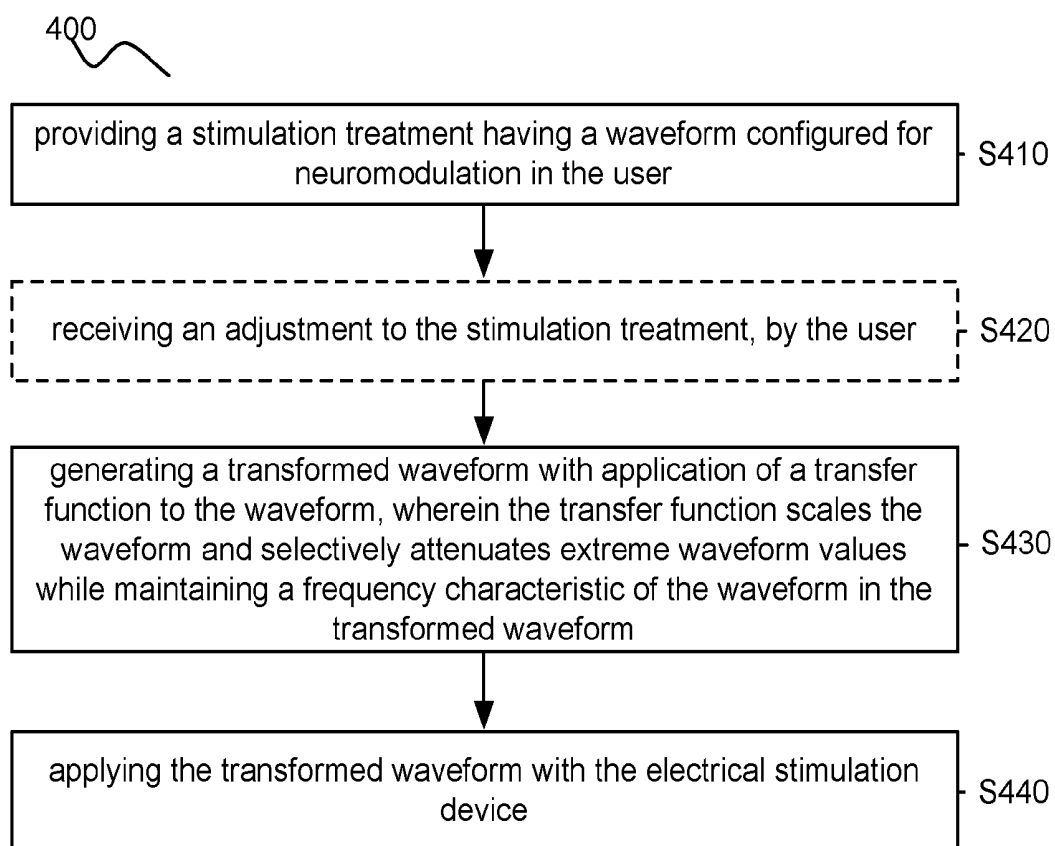 400
providing a stimulation treatment having a waveform configured for
neuromodulation in the user
S410
receiving an adjustment to the stimulation treatment, by the user
S420
generating a transformed waveform with application of a transfer
function to the waveform, wherein the transfer function scales the
waveform and selectively attenuates extreme waveform values
while maintaining a frequency characteristic of the waveform in the
transformed waveform
S430
applying the transformed waveform with the electrical stimulation
device
S440